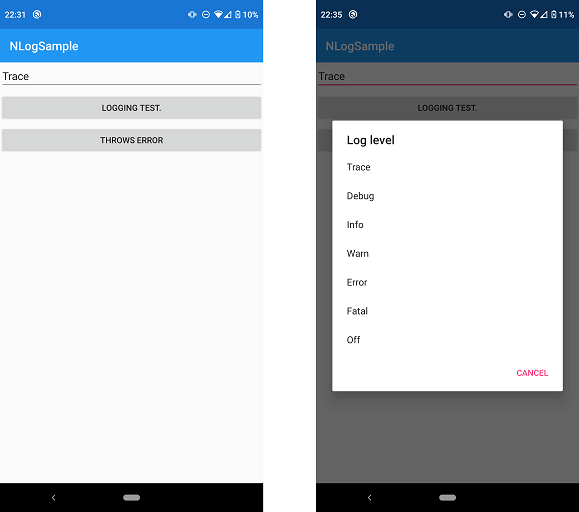 22:31 10%
NLogSample
Trace
LOGGING TEST.
THROWS ERROR
22:35 11%
NLogSample
Trace
LOGGING TEST.
Log level
Trace
Debug
Info
Warn
Error
Fatal
Off
CANCEL